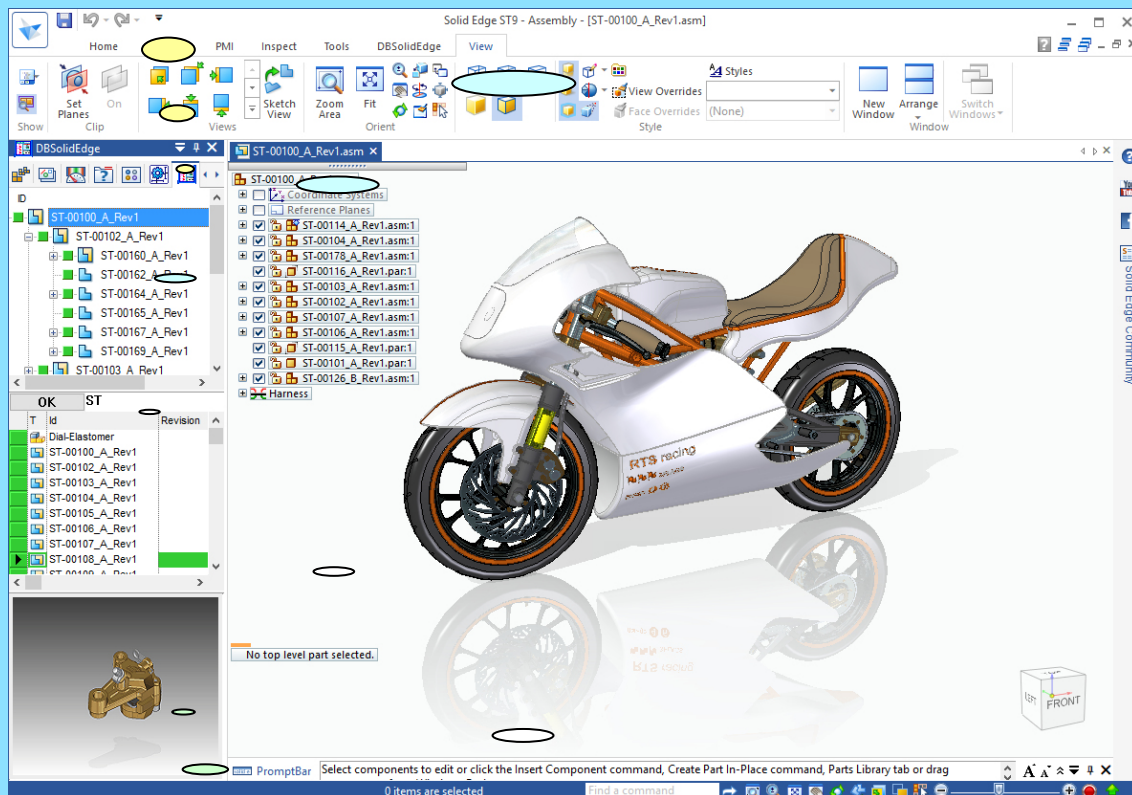 Solid Edge ST9 - Assembly - [ST-00100_A_Rev1.asm]
Home PMI Inspect Tools DBSolidEdge View
Set Planes On
Clip
Show
Views
Sketch View
Zoom Area Fit
Orient
View Overrides
Face Overrides (None)
Styles
Style
New Window Arrange Switch Windows
Window
DBSolidEdge
ST-00100_A_Rev1.asm
ID
ST-00100_A_Rev1
ST-00102_A_Rev1
ST-00160_A_Rev1
ST-00162_A_Rev1
ST-00164_A_Rev1
ST-00165_A_Rev1
ST-00167_A_Rev1
ST-00169_A_Rev1
ST-00103_A_Rev1
OK ST
T Id Revision
Dial-Elastomer
ST-00100_A_Rev1
ST-00102_A_Rev1
ST-00103_A_Rev1
ST-00104_A_Rev1
ST-00105_A_Rev1
ST-00106_A_Rev1
ST-00107_A_Rev1
ST-00108_A_Rev1
ST-00109_A_Rev1
Coordinate Systems
Reference Planes
ST-00114_A_Rev1.asm:1
ST-00104_A_Rev1.asm:1
ST-00178_A_Rev1.asm:1
ST-00116_A_Rev1.par:1
ST-00103_A_Rev1.asm:1
ST-00102_A_Rev1.asm:1
ST-00107_A_Rev1.asm:1
ST-00106_A_Rev1.asm:1
ST-00115_A_Rev1.par:1
ST-00101_A_Rev1.par:1
ST-00126_B_Rev1.asm:1
Harness
RTS racing
No top level part selected.
LEFT FRONT
Solid Edge Community
PromptBar Select components to edit or click the Insert Component command, Create Part In-Place command, Parts Library tab or drag
0 items are selected Find a command